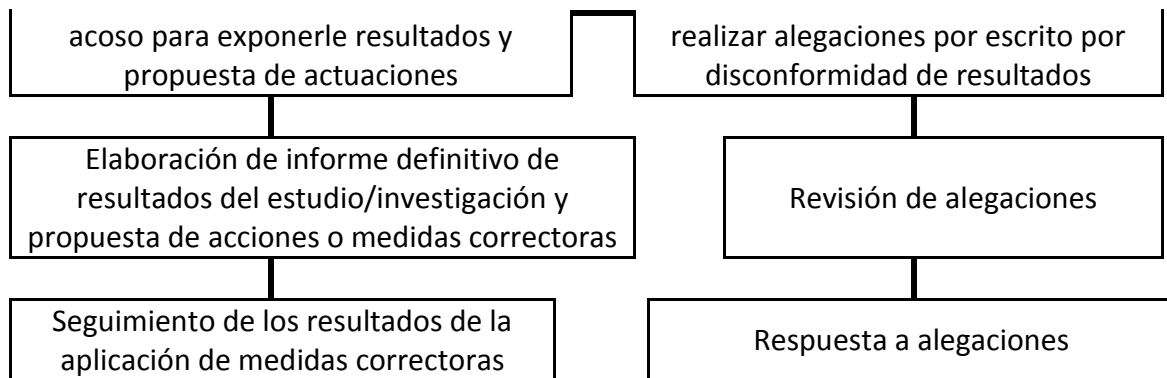 acoso para exponerle resultados y
propuesta de actuaciones
realizar alegaciones por escrito por
disconformidad de resultados
Elaboración de informe definitivo de
resultados del estudio/investigación y
propuesta de acciones o medidas correctoras
Revisión de alegaciones
Seguimiento de los resultados de la
aplicación de medidas correctoras
Respuesta a alegaciones